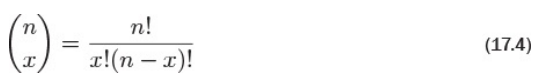 (n x) = n! / x!(n − x)! (17.4)